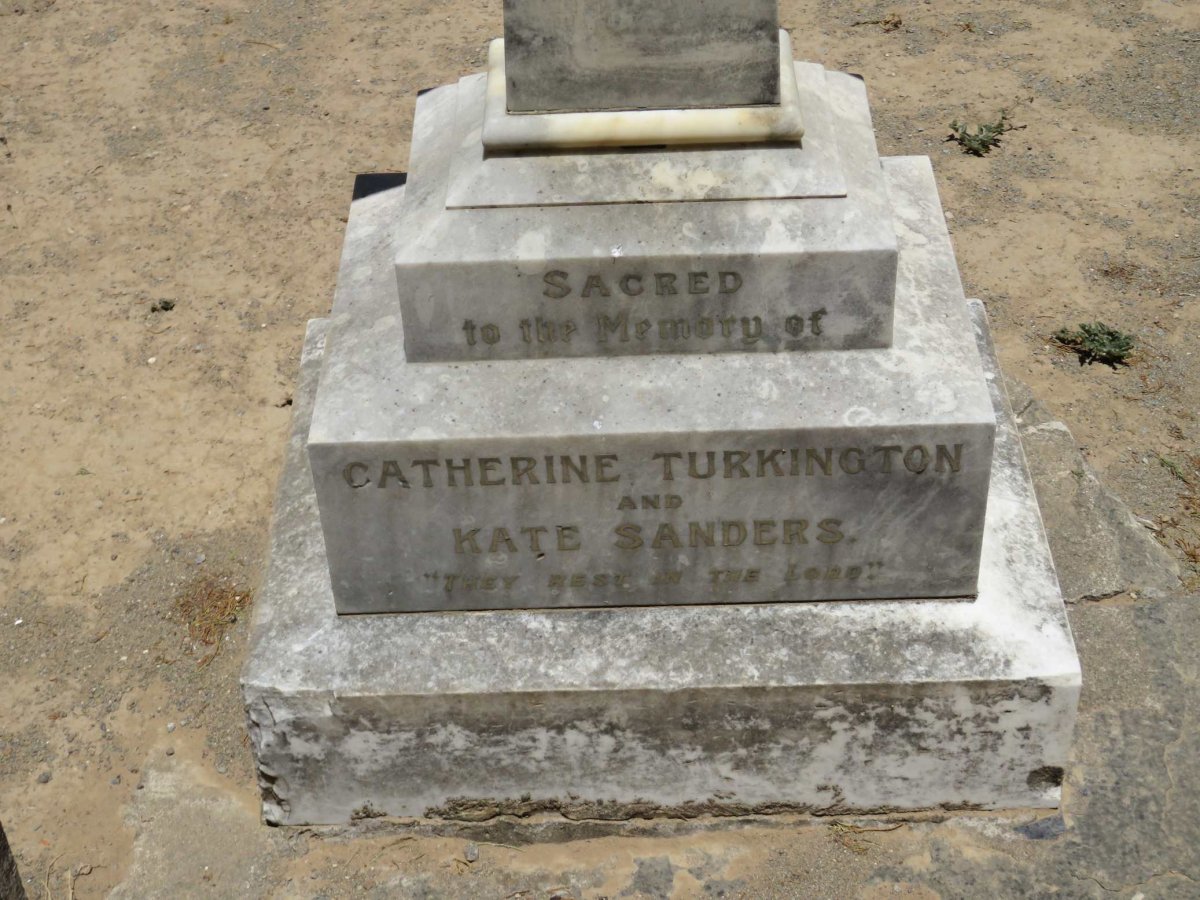 SACRED
to the Memory of
CATHERINE TURKINGTON
AND
KATE SANDERS.
"THEY REST IN THE LORD".